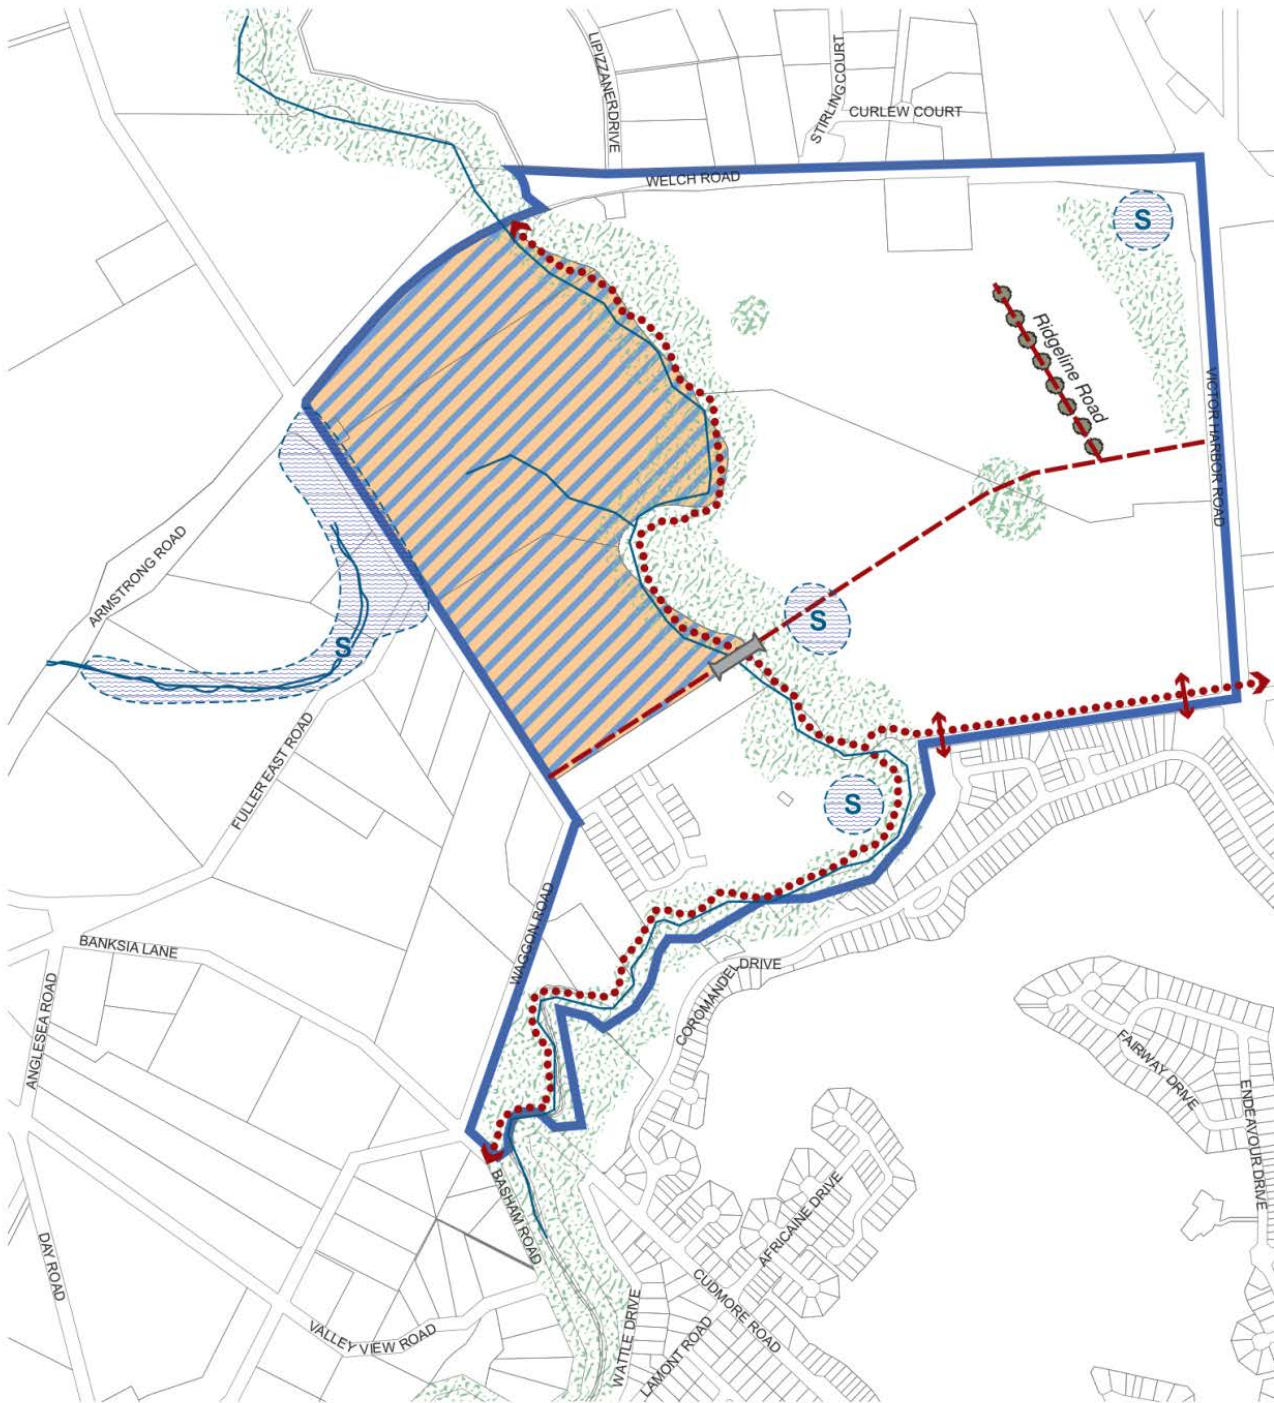 LIPIZZANERDRIVE
STIRLINGCOURT
CURLEW COURT
WELCH ROAD
S
Ridgeline Road
VICTOR HARBOR ROAD
ARMSTRONG ROAD
S
S
FULLER EAST ROAD
S
WAGGON ROAD
BANKSIA LANE
COROMANDEL DRIVE
ANGLESEA ROAD
FAIRWAY DRIVE
ENDEAVOUR DRIVE
BASHAM ROAD
AFRICAINE DRIVE
DAY ROAD
CUDMORE ROAD
VALLEY VIEW ROAD
WATTLE DRIVE
LAMONT ROAD